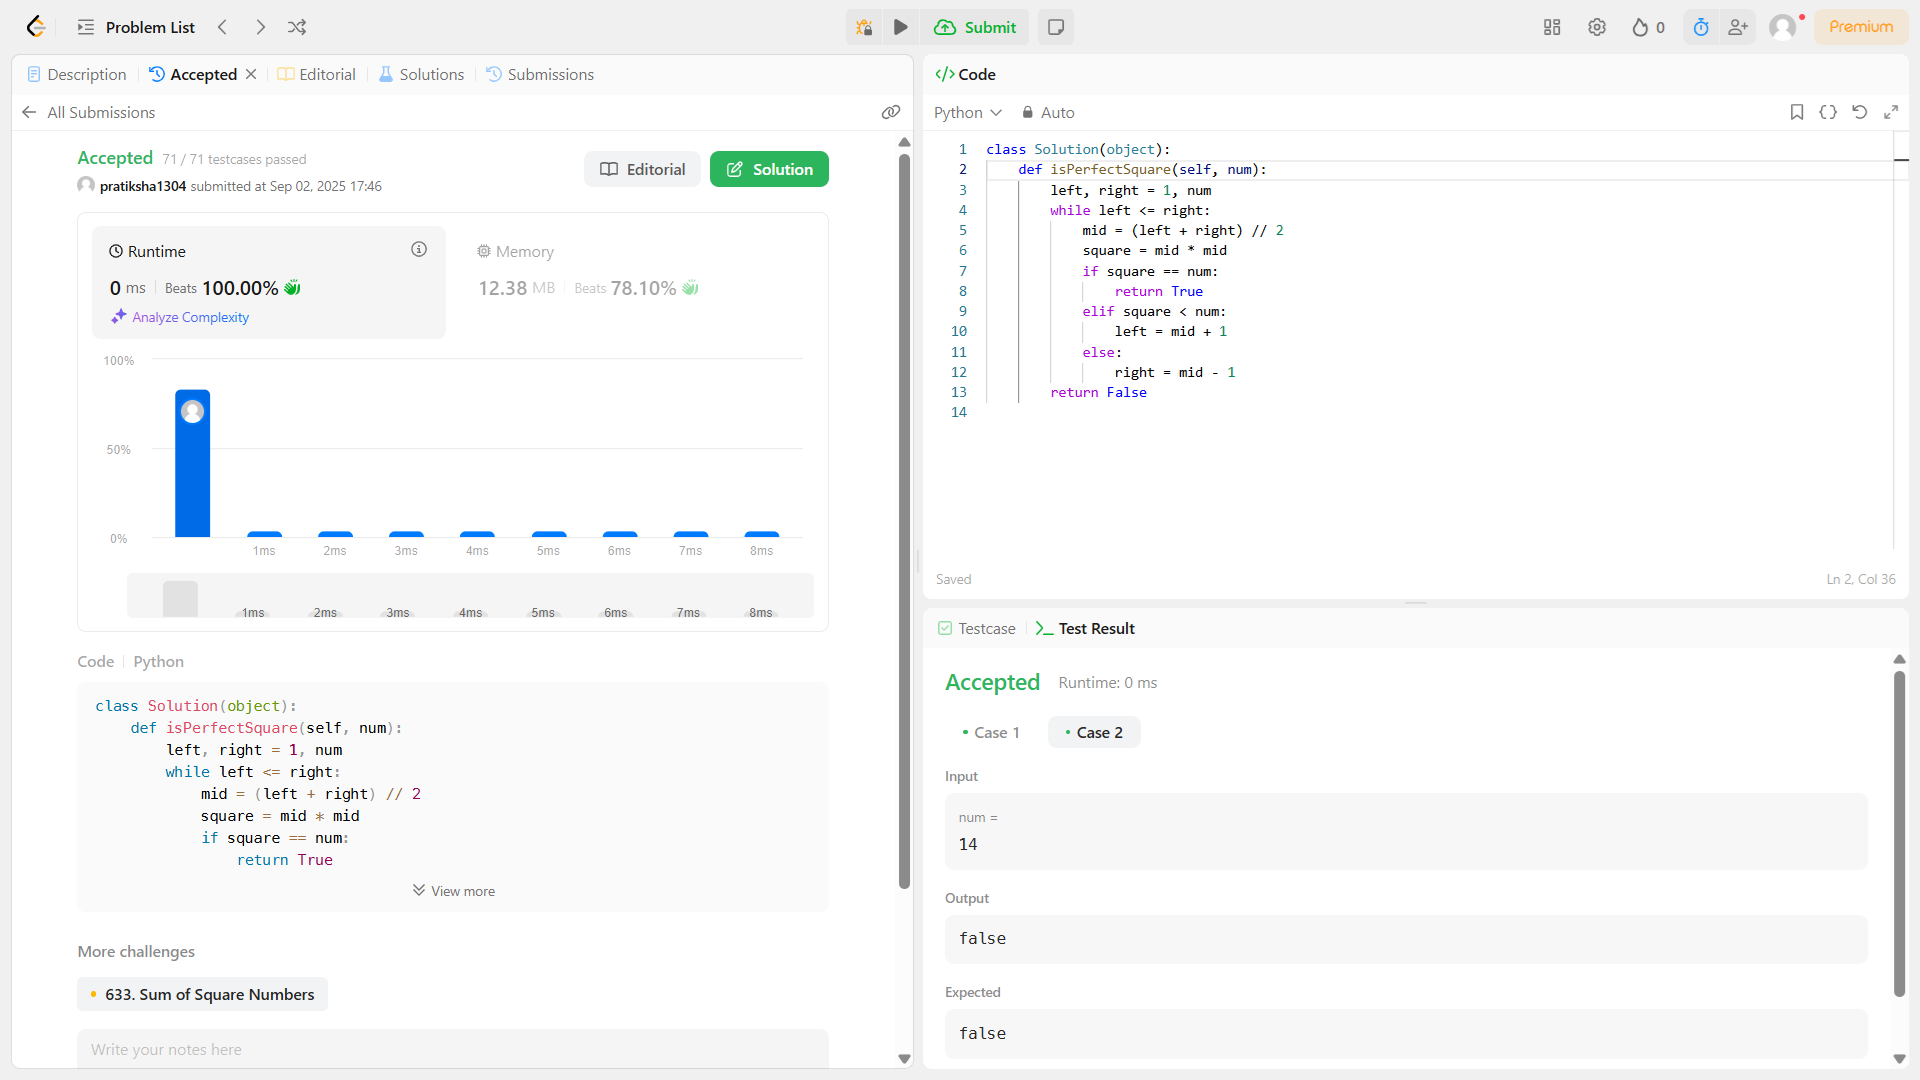 Problem List
Submit
0
Premium
Description
Accepted
Editorial
Solutions
Submissions
All Submissions
Accepted 71 / 71 testcases passed
pratiksha1304 submitted at Sep 02, 2025 17:46
Editorial
Solution
Runtime
0 ms Beats 100.00%
Analyze Complexity
Memory
12.38 MB Beats 78.10%
100%
50%
0%
1ms 2ms 3ms 4ms 5ms 6ms 7ms 8ms
1ms 2ms 3ms 4ms 5ms 6ms 7ms 8ms
Code Python
class Solution(object):
    def isPerfectSquare(self, num):
        left, right = 1, num
        while left <= right:
            mid = (left + right) // 2
            square = mid * mid
            if square == num:
                return True
View more
More challenges
633. Sum of Square Numbers
Write your notes here
Code
Python Auto
1 class Solution(object):
2     def isPerfectSquare(self, num):
3         left, right = 1, num
4         while left <= right:
5             mid = (left + right) // 2
6             square = mid * mid
7             if square == num:
8                 return True
9             elif square < num:
10                 left = mid + 1
11             else:
12                 right = mid - 1
13         return False
14
Saved
Ln 2, Col 36
Testcase
Test Result
Accepted Runtime: 0 ms
Case 1
Case 2
Input
num =
14
Output
false
Expected
false